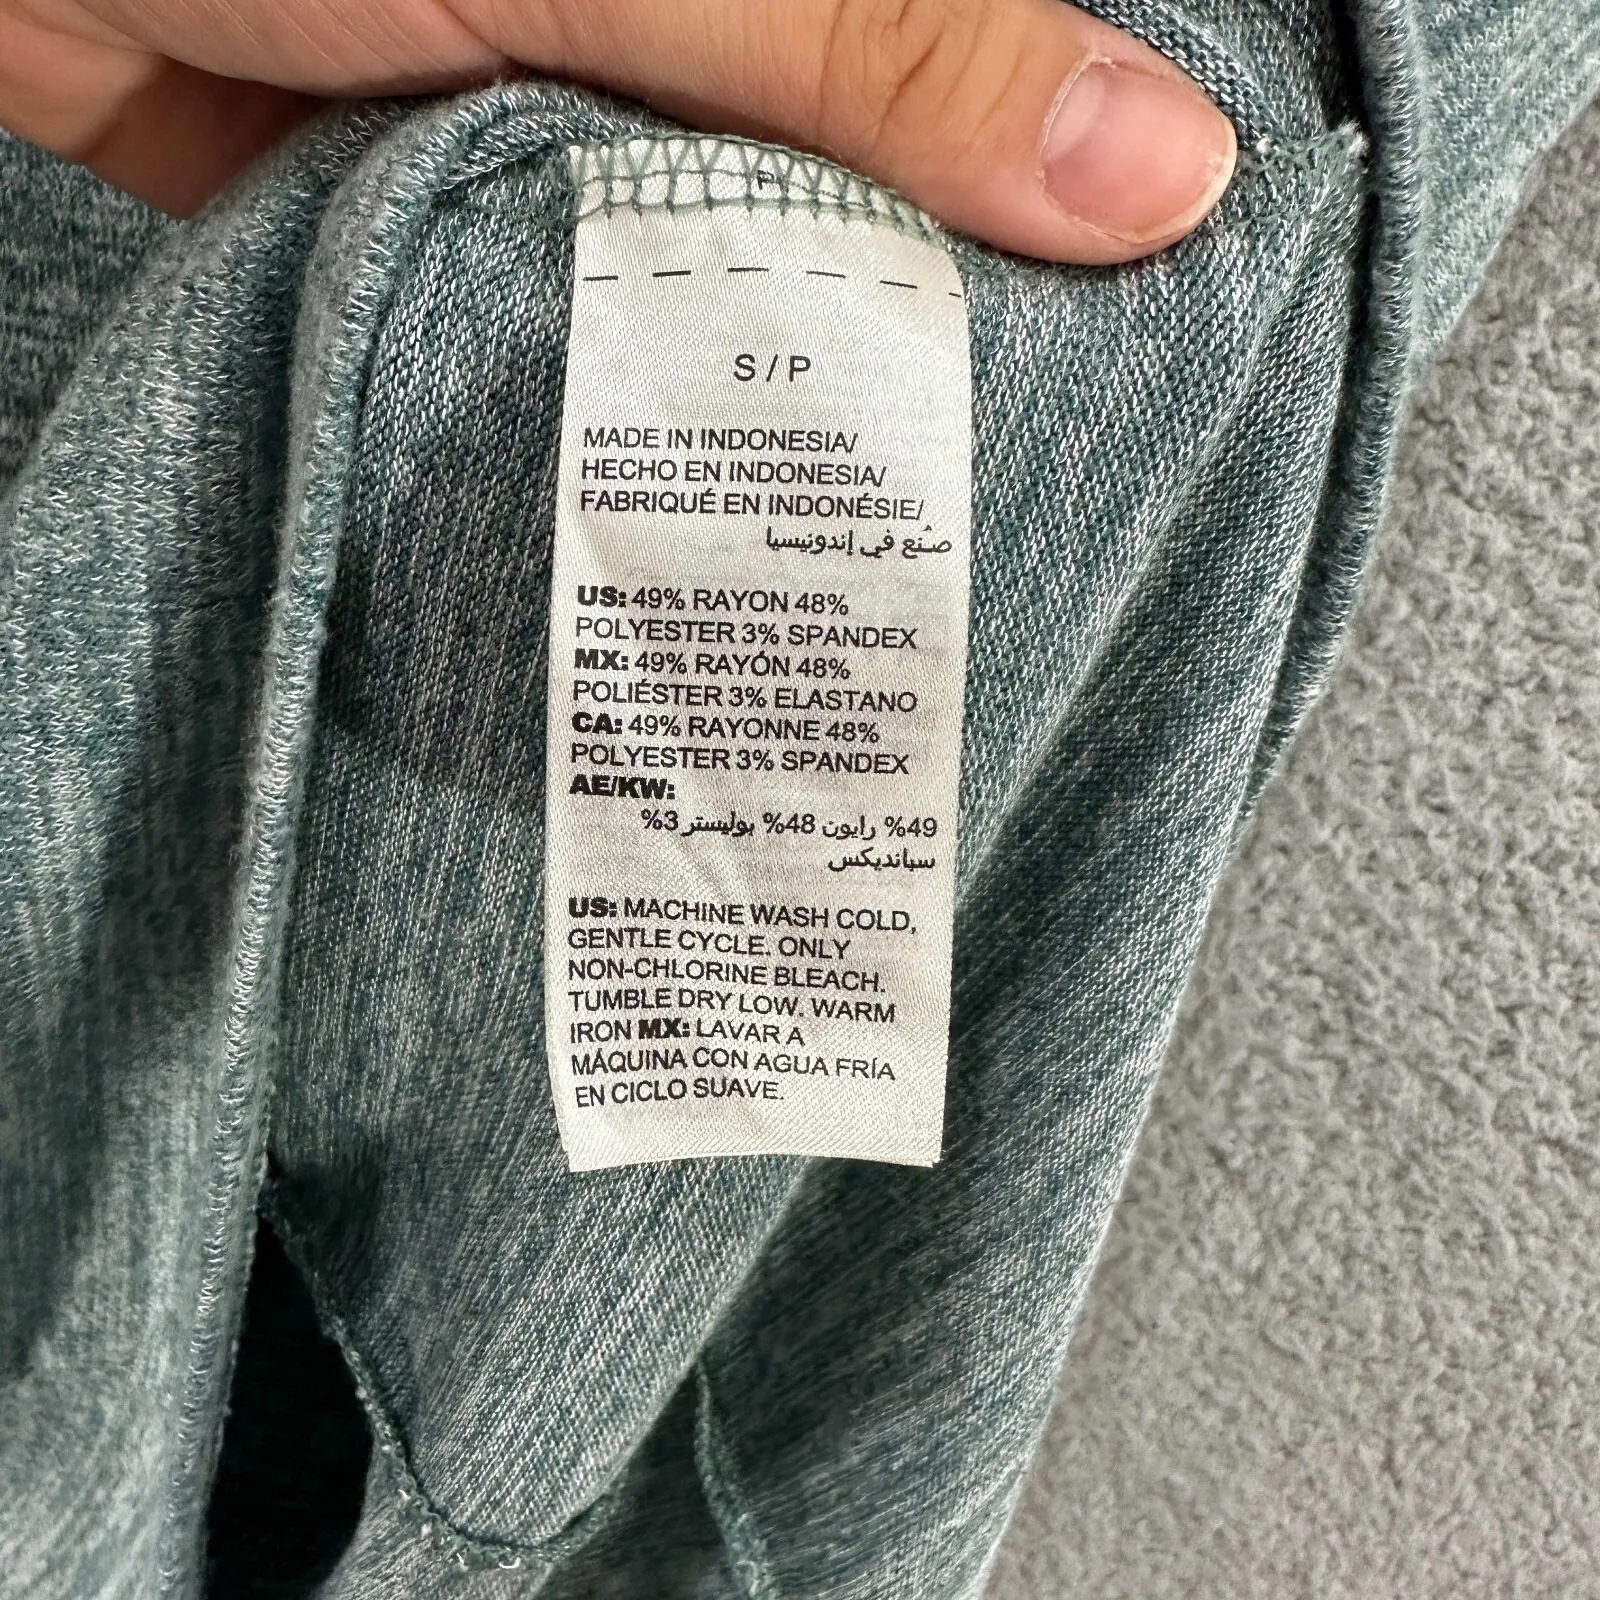 P
S / P
MADE IN INDONESIA/
HECHO EN INDONESIA/
FABRIQUÉ EN INDONÉSIE/
صُنع في إندونيسيا
US: 49% RAYON 48%
POLYESTER 3% SPANDEX
MX: 49% RAYÓN 48%
POLIÉSTER 3% ELASTANO
CA: 49% RAYONNE 48%
POLYESTER 3% SPANDEX
AE/KW:
49% رايون 48% بوليستر 3%
سبانديكس
US: MACHINE WASH COLD,
GENTLE CYCLE. ONLY
NON-CHLORINE BLEACH.
TUMBLE DRY LOW. WARM
IRON MX: LAVAR A
MÁQUINA CON AGUA FRÍA
EN CICLO SUAVE.